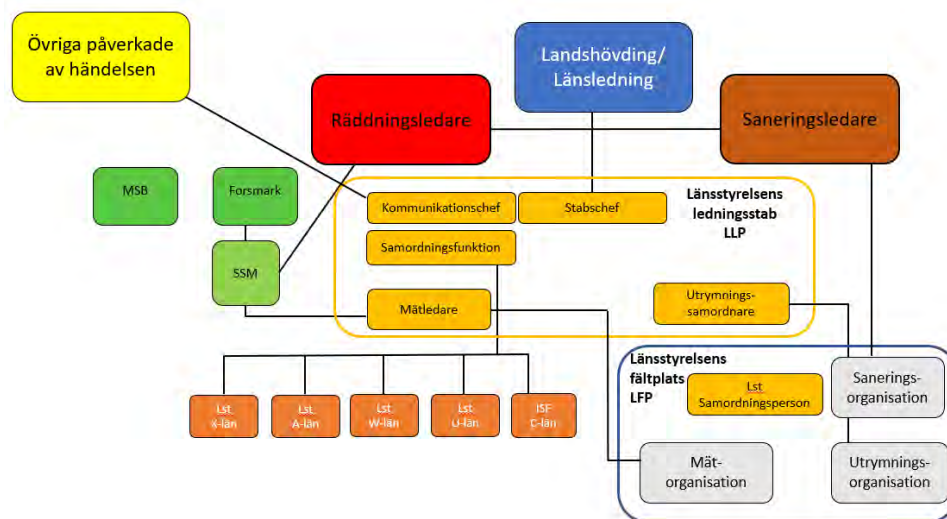 Övriga påverkade
av händelsen
Landshövding/
Länsledning
Räddningsledare
Saneringsledare
MSB
Forsmark
Kommunikationschef
Stabschef
Länsstyrelsens
ledningsstab
LLP
Samordningsfunktion
SSM
Mätledare
Utrymnings-
samordnare
Länsstyrelsens
fältplats
LFP
Lst
Samordningsperson
Sanerings-
organisation
Lst
X-län
Lst
A-län
Lst
W-län
Lst
U-län
ISF
C-län
Mät-
organisation
Utrymnings-
organisation